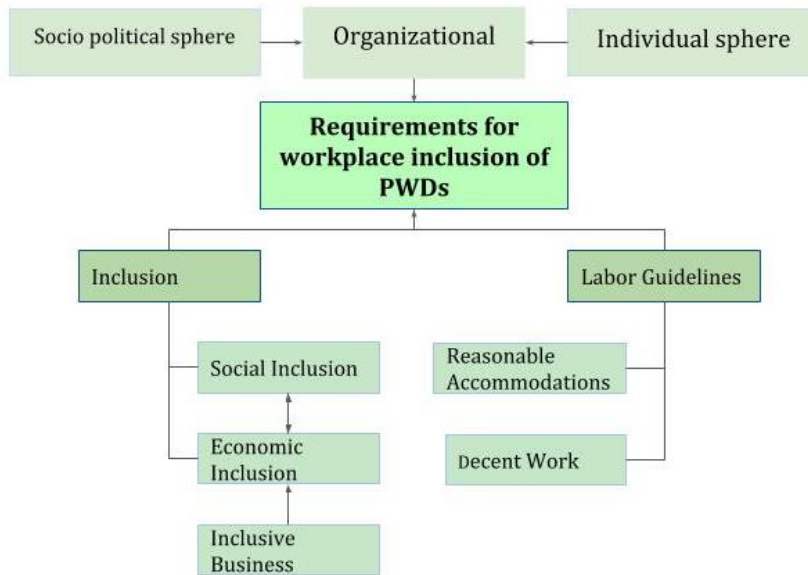 Socio political sphere
Organizational
Individual sphere
Requirements for
workplace inclusion of
PWDs
Inclusion
Labor Guidelines
Social Inclusion
Reasonable
Accommodations
Economic
Inclusion
Decent Work
Inclusive
Business